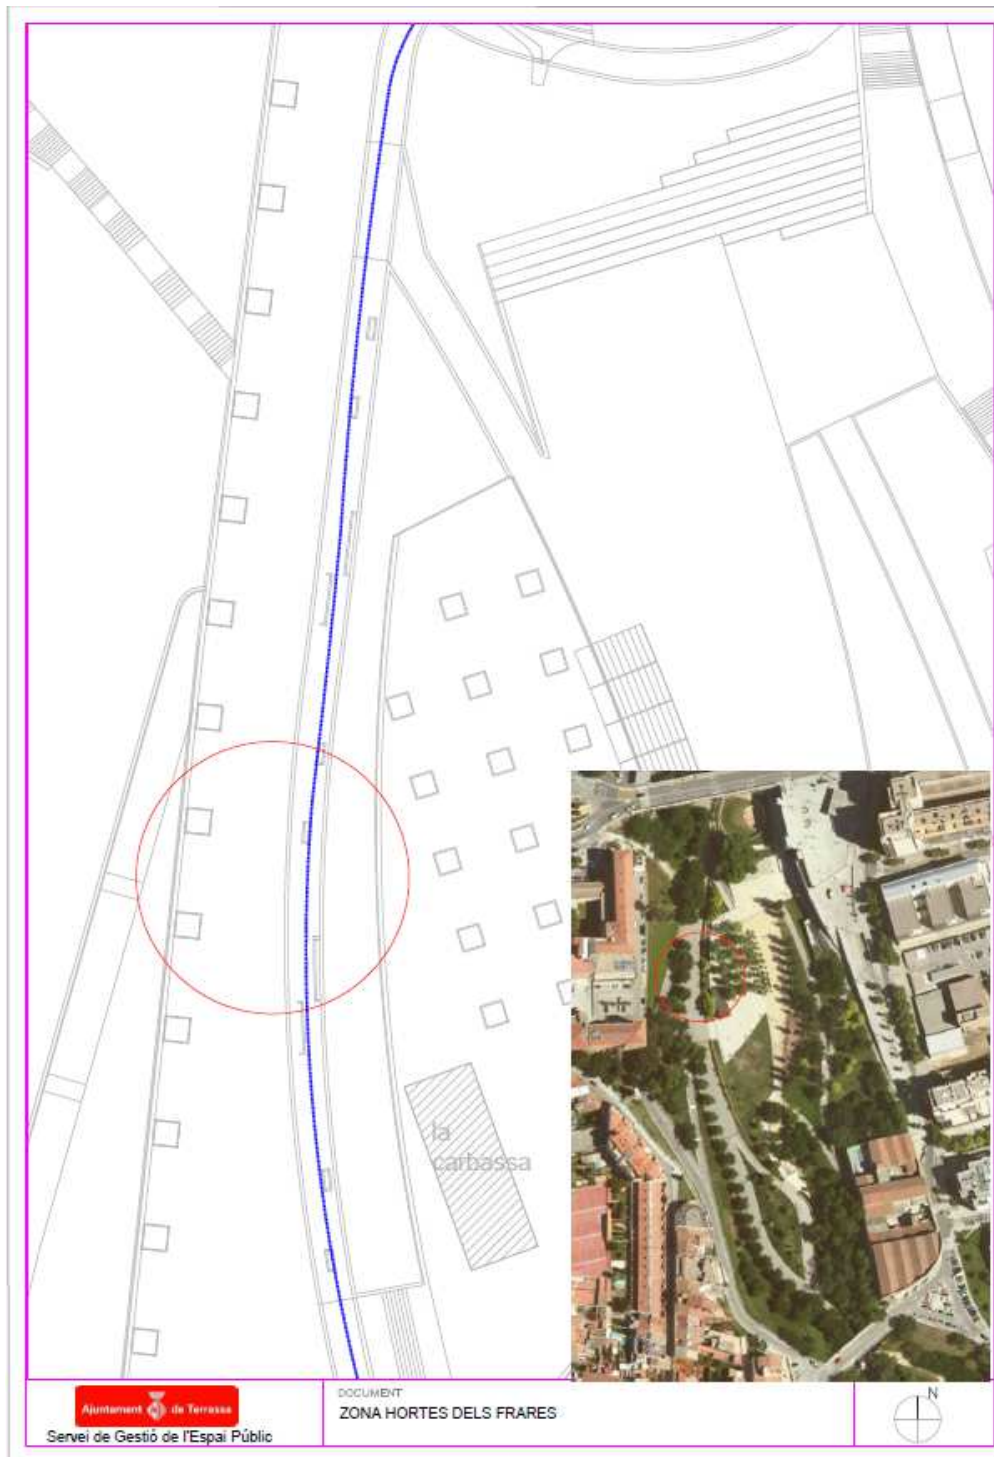 la
carbassa
Ajuntament de Terrassa
Servei de Gestió de l'Espai Públic
DOCUMENT
ZONA HORTES DELS FRARES
N